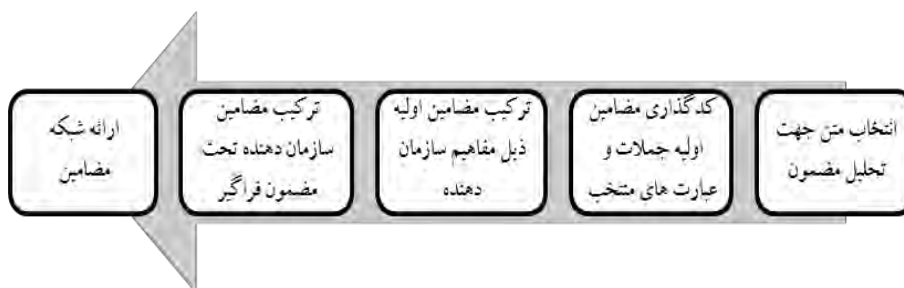 انتخاب متن جهت
تحلیل مضمون
کدگذاری مضامین
اولیه جملات و
عبارت های منتخب
ترکیب مضامین اولیه
ذیل مفاهیم سازمان
دهنده
ترکیب مضامین
سازمان دهنده تحت
مضمون فراگیر
ارائه شبکه
مضامین